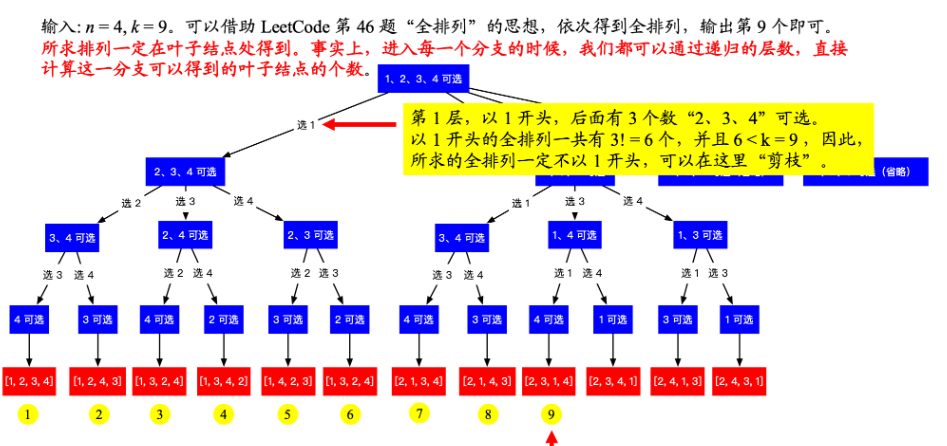 输入: n = 4, k = 9。可以借助 LeetCode 第 46 题“全排列”的思想，依次得到全排列，输出第 9 个即可。
所求排列一定在叶子结点处得到。事实上，进入每一个分支的时候，我们都可以通过递归的层数，直接
计算这一分支可以得到的叶子结点的个数。
1、2、3、4 可选
选 1
第 1 层，以 1 开头，后面有 3 个数“2、3、4”可选。
以 1 开头的全排列一共有 3! = 6 个，并且 6 < k = 9 ，因此，
所求的全排列一定不以 1 开头，可以在这里“剪枝”。
2、3、4 可选
(省略)
选 2 选 3 选 4 选 1 选 3 选 4
3、4 可选 2、4 可选 2、3 可选 3、4 可选 1、4 可选 1、3 可选
选 3 选 4 选 2 选 4 选 2 选 3 选 3 选 4 选 1 选 4 选 1 选 3
4 可选 3 可选 4 可选 2 可选 3 可选 2 可选 4 可选 3 可选 4 可选 1 可选 3 可选 1 可选
[1, 2, 3, 4] [1, 2, 4, 3] [1, 3, 2, 4] [1, 3, 4, 2] [1, 4, 2, 3] [1, 3, 2, 4] [2, 1, 3, 4] [2, 1, 4, 3] [2, 3, 1, 4] [2, 3, 4, 1] [2, 4, 1, 3] [2, 4, 3, 1]
1 2 3 4 5 6 7 8 9